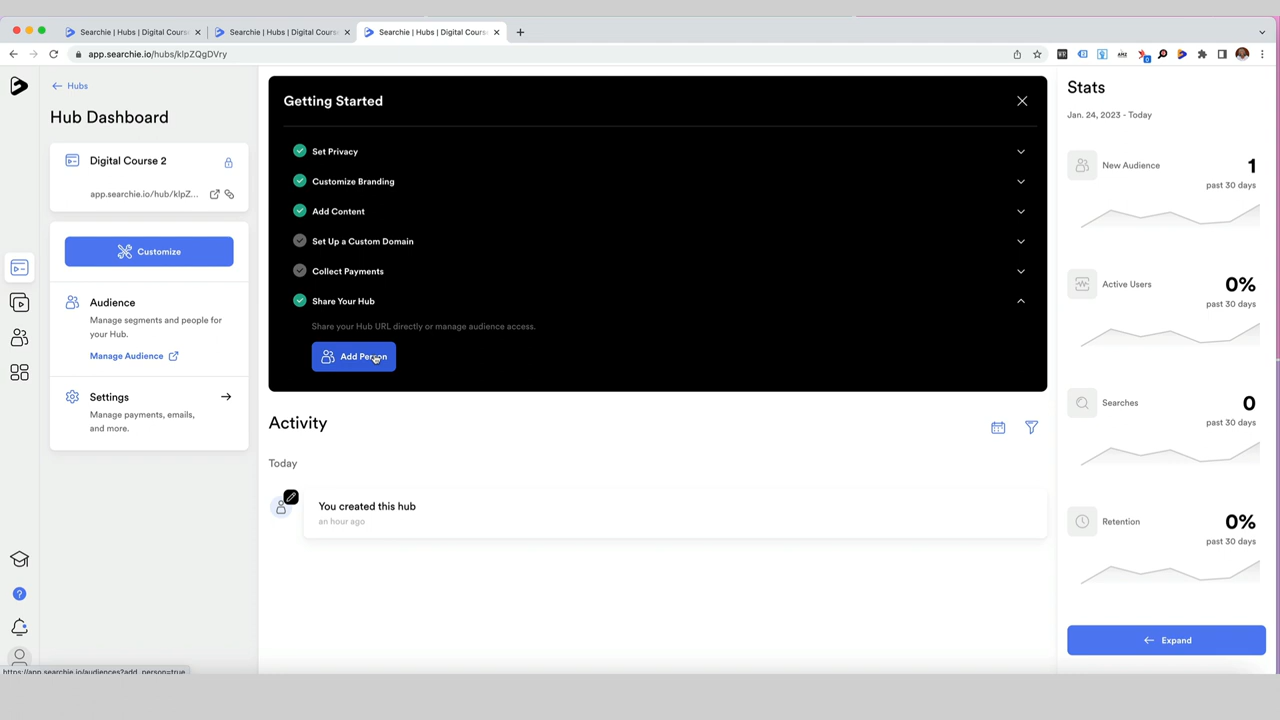 Searchie | Hubs | Digital Cours
Searchie | Hubs | Digital Cours
Searchie | Hubs | Digital Cours
app.searchie.io/hubs/klpZQgDVry
Hubs
Hub Dashboard
Digital Course 2
app.searchie.io/hub/klpZ...
Customize
Audience
Manage segments and people for
your Hub.
Manage Audience
Settings
Manage payments, emails,
and more.
Getting Started
Set Privacy
Customize Branding
Add Content
Set Up a Custom Domain
Collect Payments
Share Your Hub
Share your Hub URL directly or manage audience access.
Add Person
Activity
Today
You created this hub
an hour ago
Stats
Jan. 24, 2023 - Today
New Audience
1
past 30 days
Active Users
0%
past 30 days
Searches
0
past 30 days
Retention
0%
past 30 days
Expand
https://app.searchie.io/audiences?add_person=true